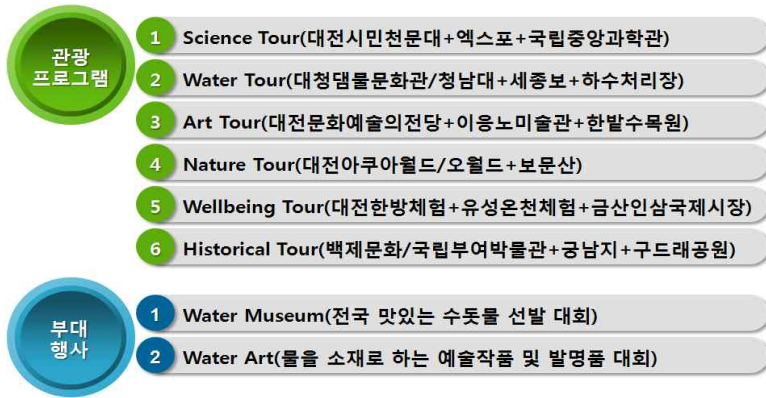 관광
프로그램
1 Science Tour(대전시민천문대+엑스포+국립중앙과학관)
2 Water Tour(대청댐물문화관/청남대+세종보+하수처리장)
3 Art Tour(대전문화예술의전당+이응노미술관+한밭수목원)
4 Nature Tour(대전아쿠아월드/오월드+보문산)
5 Wellbeing Tour(대전한방체험+유성온천체험+금산인삼국제시장)
6 Historical Tour(백제문화/국립부여박물관+궁남지+구드래공원)
부대
행사
1 Water Museum(전국 맛있는 수돗물 선발 대회)
2 Water Art(물을 소재로 하는 예술작품 및 발명품 대회)